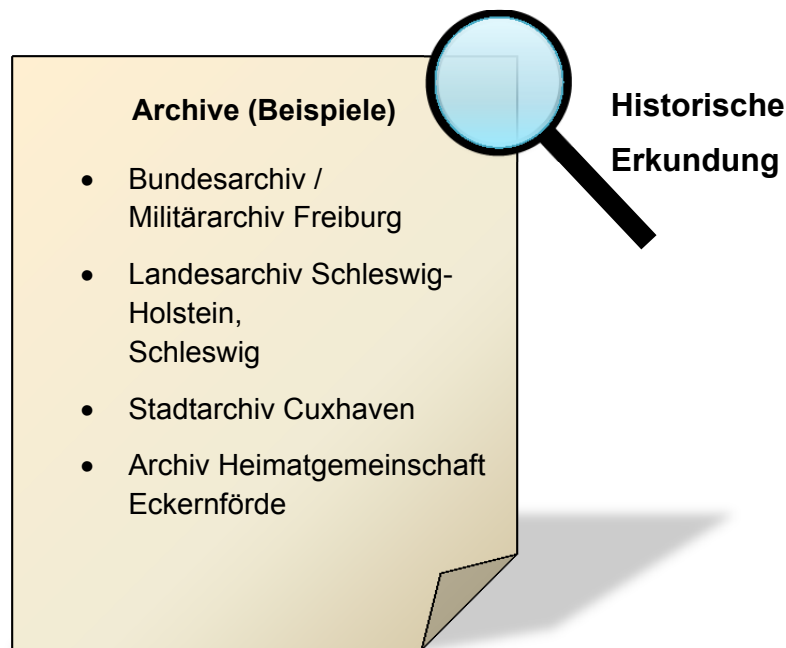 Archive (Beispiele)
• Bundesarchiv /
Militärarchiv Freiburg
• Landesarchiv Schleswig-
Holstein,
Schleswig
• Stadtarchiv Cuxhaven
• Archiv Heimatgemeinschaft
Eckernförde
Historische
Erkundung